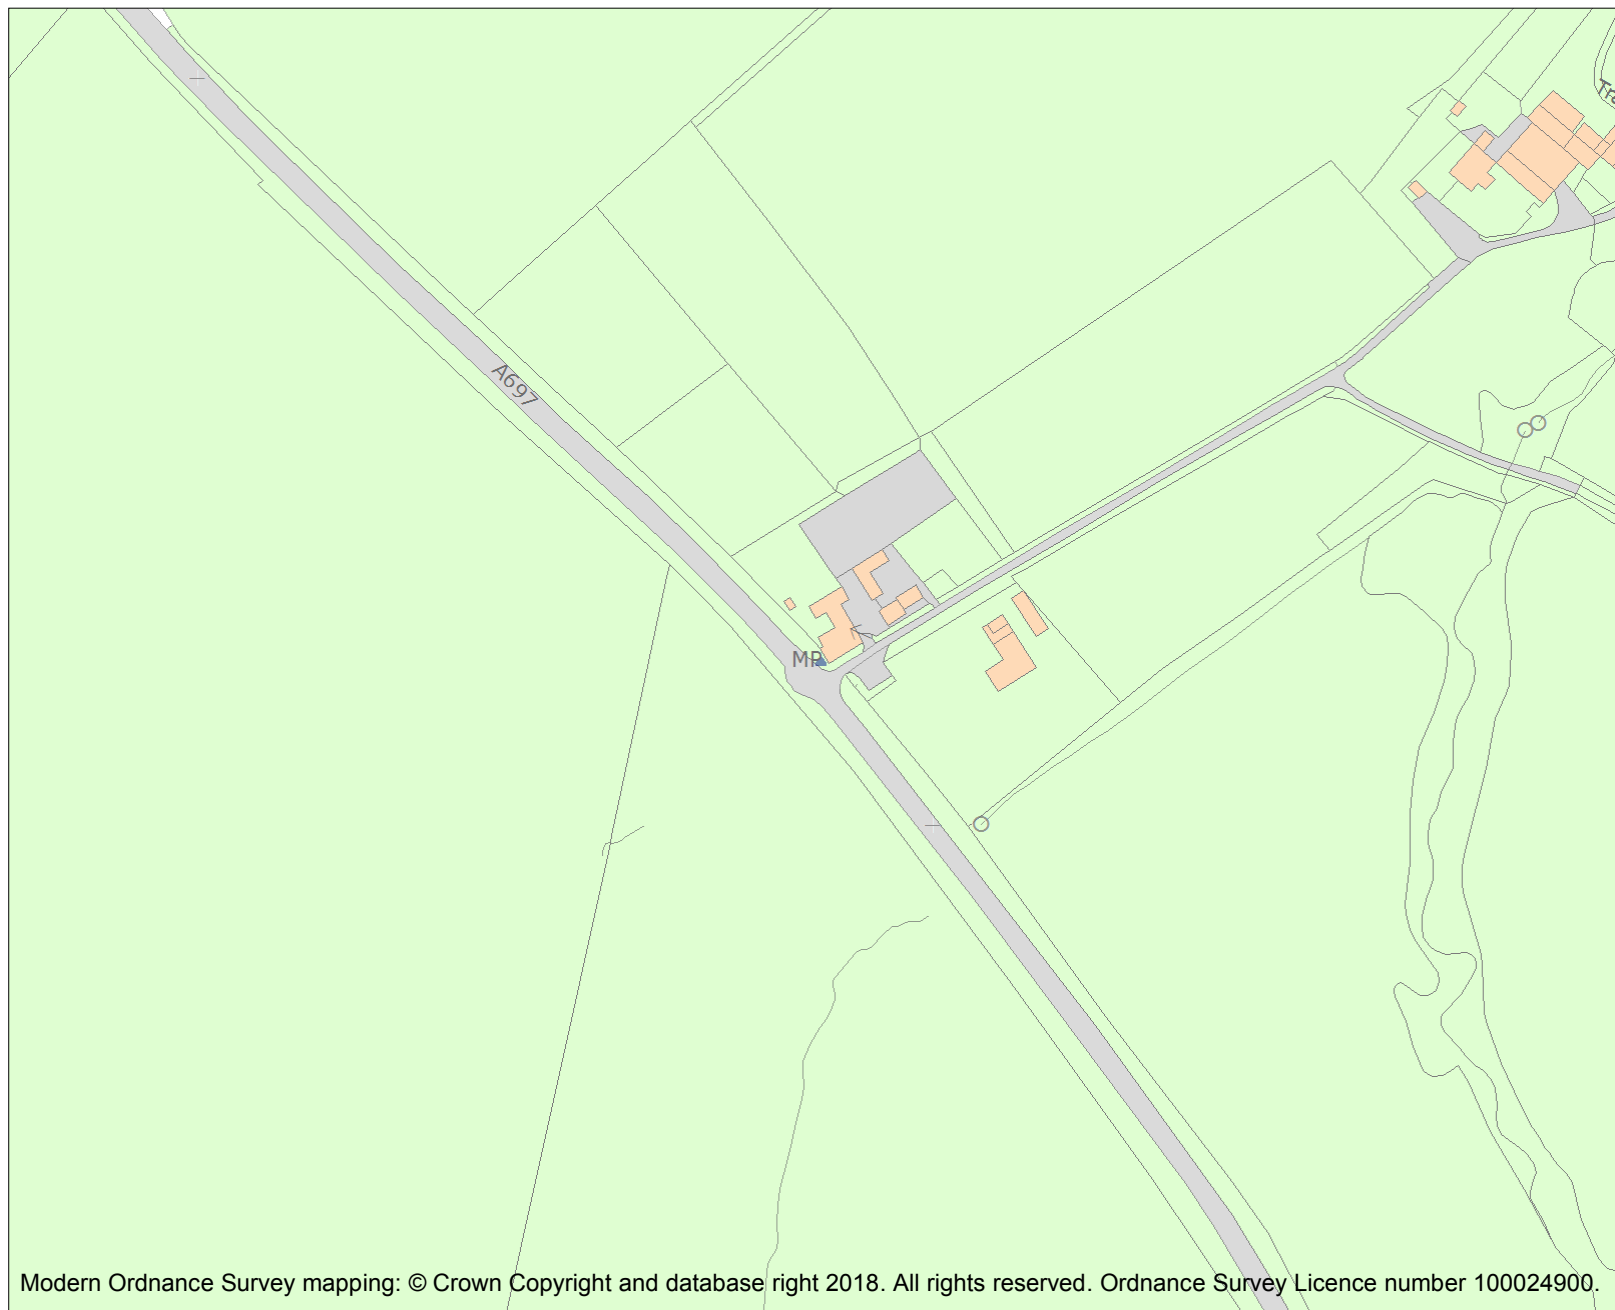 A697
MP
Modern Ordnance Survey mapping: © Crown Copyright and database right 2018. All rights reserved. Ordnance Survey Licence number 100024900.